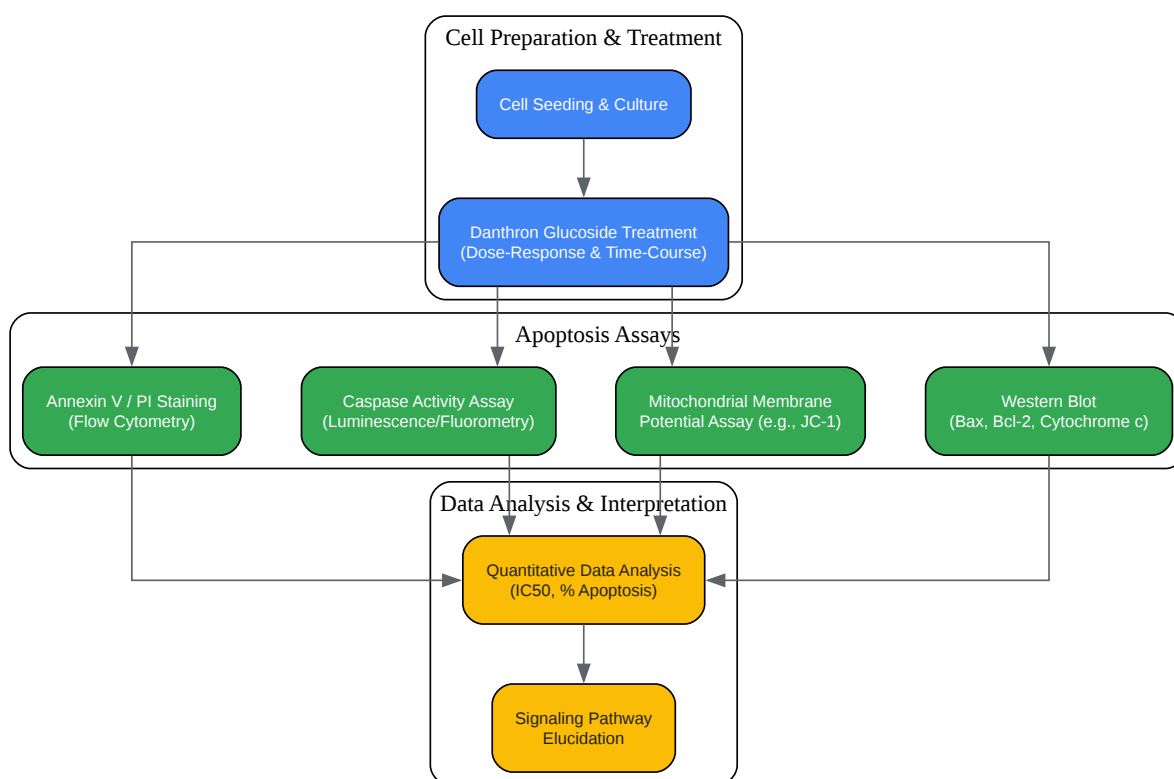 Cell Preparation & Treatment
Cell Seeding & Culture
Danthron Glucoside Treatment
(Dose-Response & Time-Course)
Apoptosis Assays
Annexin V / PI Staining
(Flow Cytometry)
Caspase Activity Assay
(Luminescence/Fluorometry)
Mitochondrial Membrane
Potential Assay (e.g., JC-1)
Western Blot
(Bax, Bcl-2, Cytochrome c)
Data Analysis & Interpretation
Quantitative Data Analysis
(IC50, % Apoptosis)
Signaling Pathway
Elucidation